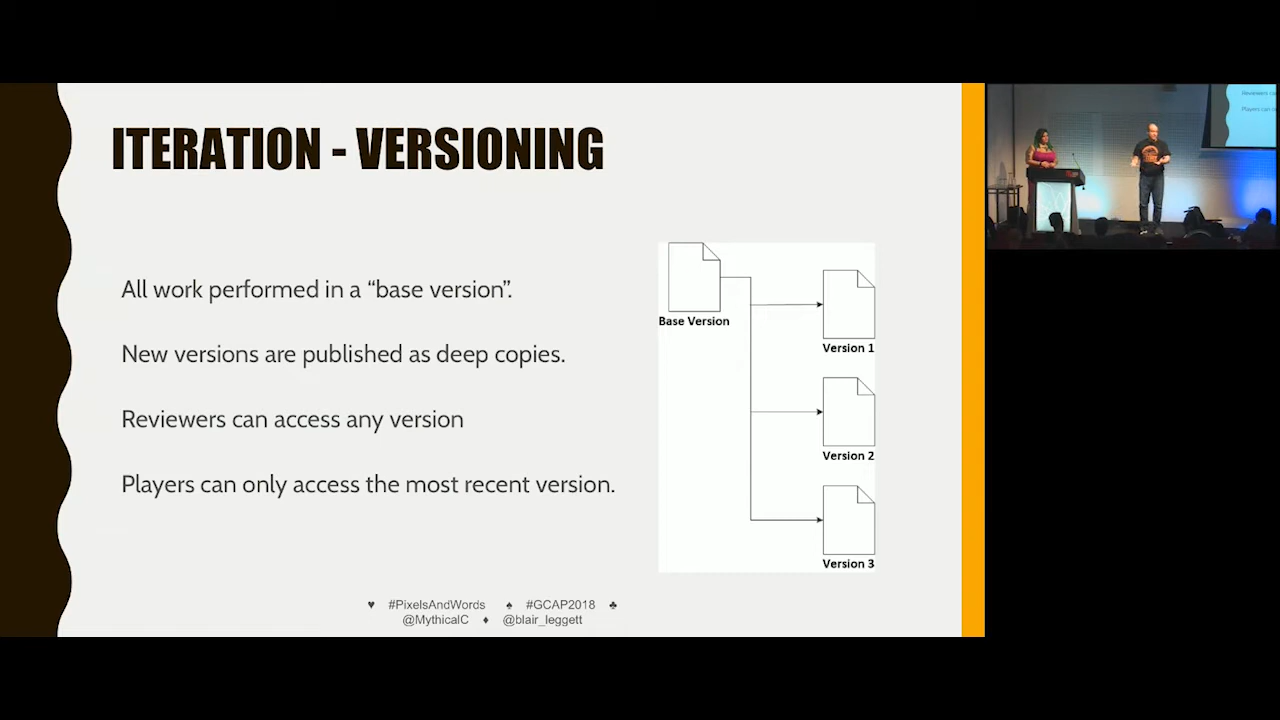 ITERATION - VERSIONING
All work performed in a “base version”.
New versions are published as deep copies.
Reviewers can access any version
Players can only access the most recent version.
Base Version
Version 1
Version 2
Version 3
♥ #PixelsAndWords ♠ #GCAP2018 ♣
@MythicalC ♦ @blair_leggett